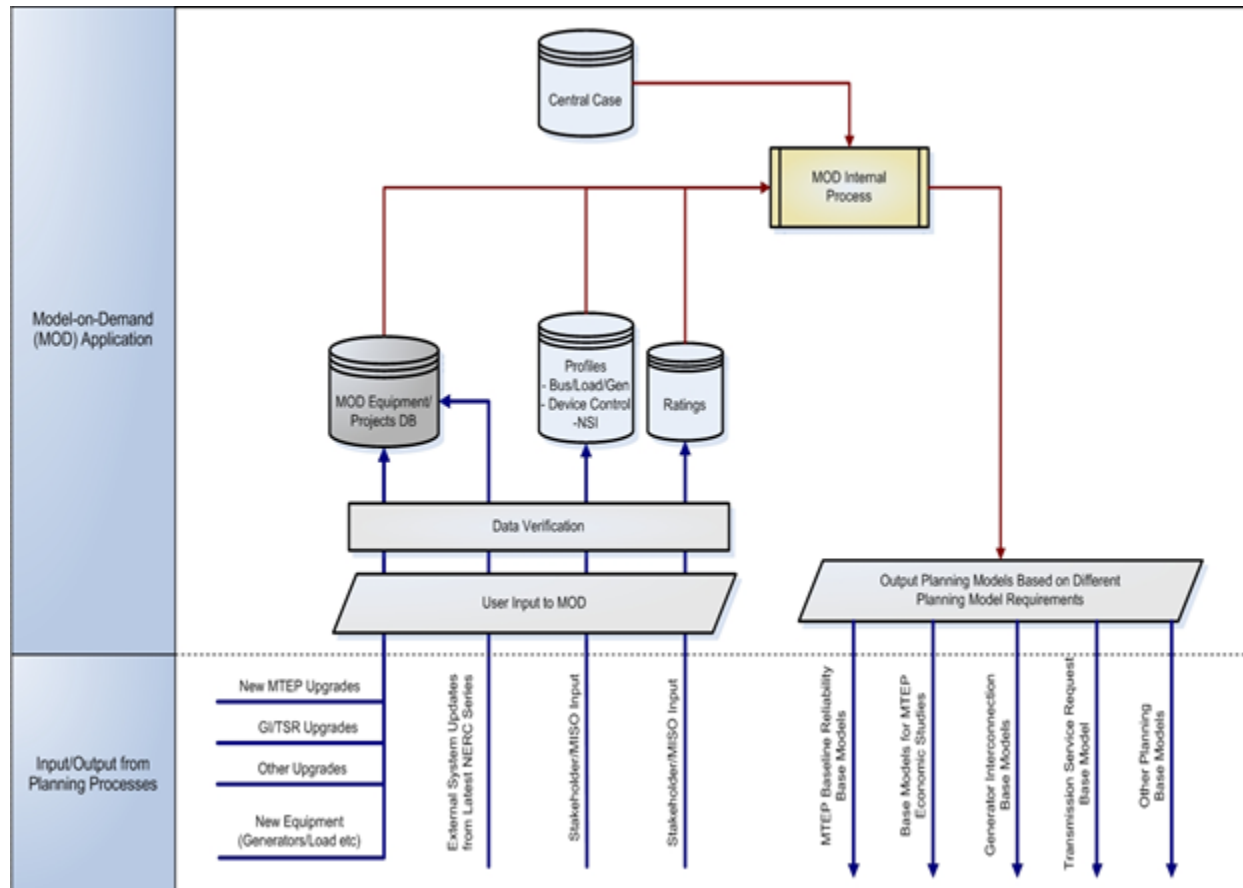 Central Case
MOD Internal
Process
Model-on-Demand
(MOD) Application
MOD Equipment/
Projects DB
Profiles
- Bus/Load/Gen
- Device Control
-NSI
Ratings
Data Verification
User Input to MOD
Output Planning Models Based on Different
Planning Model Requirements
Input/Output from
Planning Processes
New MTEP Upgrades
GI/TSR Upgrades
Other Upgrades
New Equipment
(Generators/Load etc)
External System Updates
from Latest NERC Series
Stakeholder/MISO Input
Stakeholder/MISO Input
MTEP Baseline Reliability
Base Models
Base Models for MTEP
Economic Studies
Generator Interconnection
Base Models
Transmission Service Request
Base Model
Other Planning
Base Models